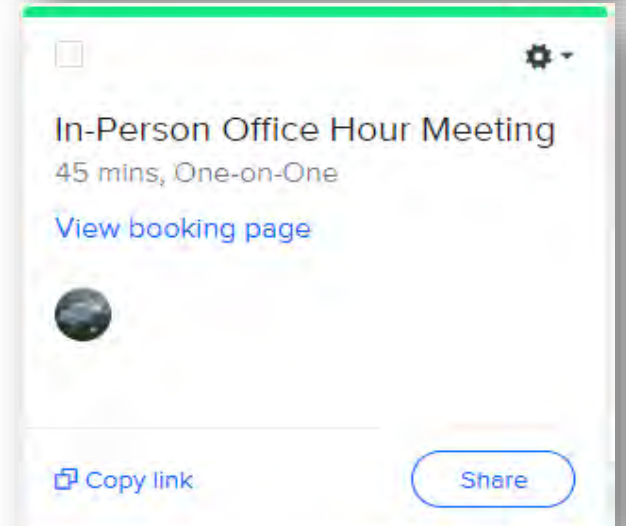 In-Person Office Hour Meeting
45 mins, One-on-One
View booking page
Copy link
Share